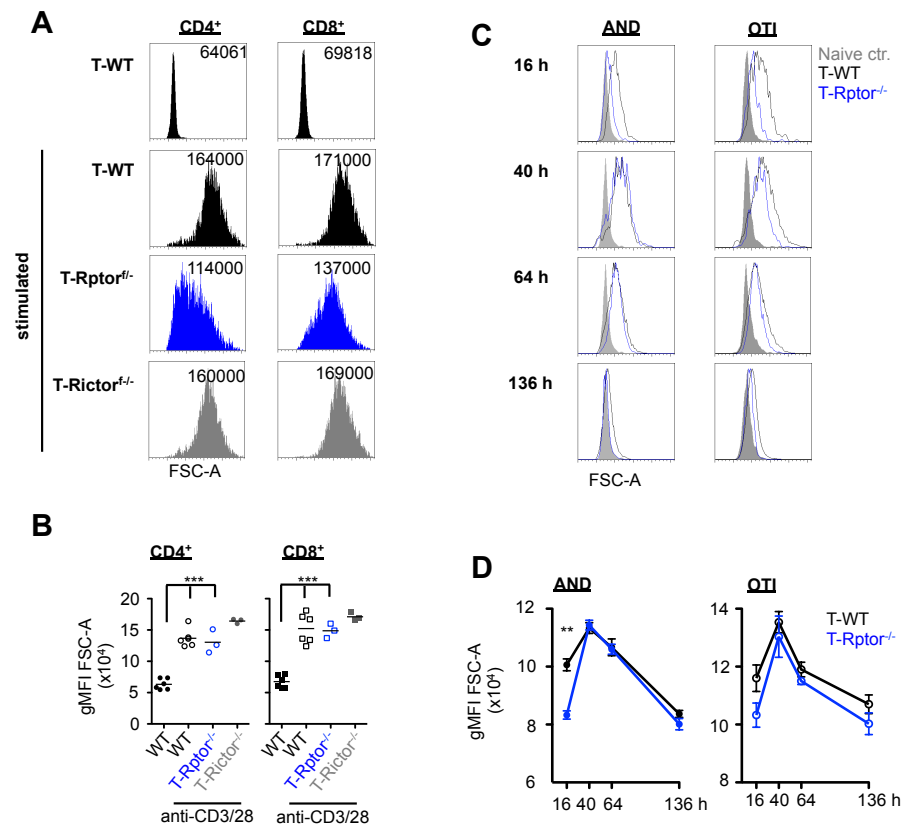 A
CD4+ CD8+
T-WT
64061
69818
stimulated
T-WT
164000
171000
T-Rptorf/-
114000
137000
T-Rictorf-/-
160000
169000
FSC-A
B
CD4+ CD8+
***
***
gMFI FSC-A
(x10⁴)
20
15
10
5
0
WT
WT
T-Rptor-/-
T-Rictor-/-
WT
WT
T-Rptor-/-
T-Rictor-/-
anti-CD3/28
anti-CD3/28
C
AND OTI
Naive ctr.
T-WT
T-Rptor-/-
16 h
40 h
64 h
136 h
FSC-A
D
AND OTI
gMFI FSC-A
(x10⁴)
12
10
8
6
**
16 40 64 136 h
14
12
10
8
16 40 64 136 h
T-WT
T-Rptor-/-